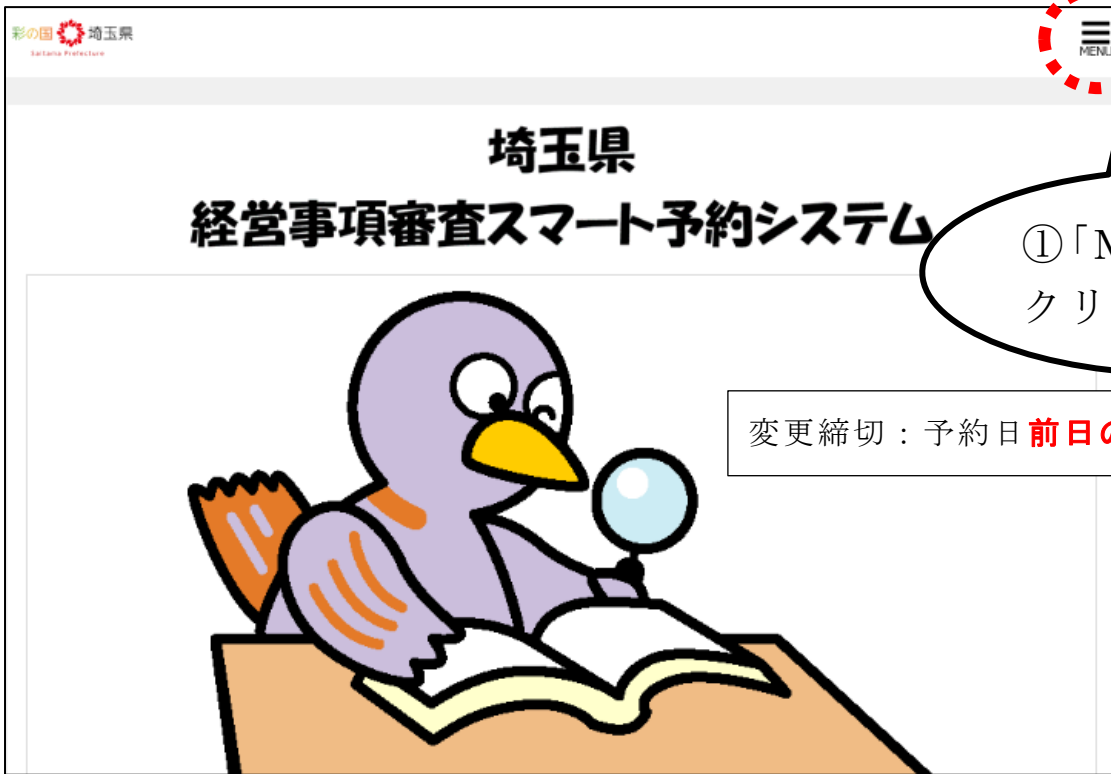 彩の国 埼玉県
Saitama Prefecture
MENU
埼玉県
経営事項審査スマート予約システム
①「
クリ
変更締切：予約日前日の